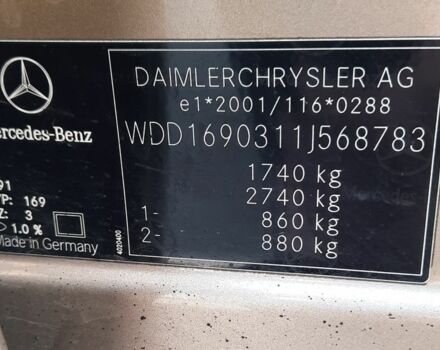 DAIMLERCHRYSLER AG
e1*2001/116*0288
WDD1690311J568783
1740 kg
2740 kg
1- 860 kg
2- 880 kg
ercedes-Benz
91
P: 169
Z: 3
1.0 %
Made in Germany
4020400